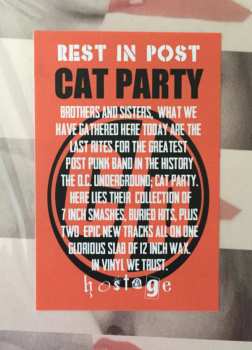 REST IN POST
CAT PARTY
BROTHERS AND SISTERS, WHAT WE
HAVE GATHERED HERE TODAY ARE THE
LAST RITES FOR THE GREATEST
POST PUNK BAND IN THE HISTORY
THE O.C. UNDERGROUND; CAT PARTY.
HERE LIES THEIR COLLECTION OF
7 INCH SMASHES, BURIED HITS, PLUS
TWO EPIC NEW TRACKS ALL ON ONE
GLORIOUS SLAB OF 12 INCH WAX.
IN VINYL WE TRUST.
hostage